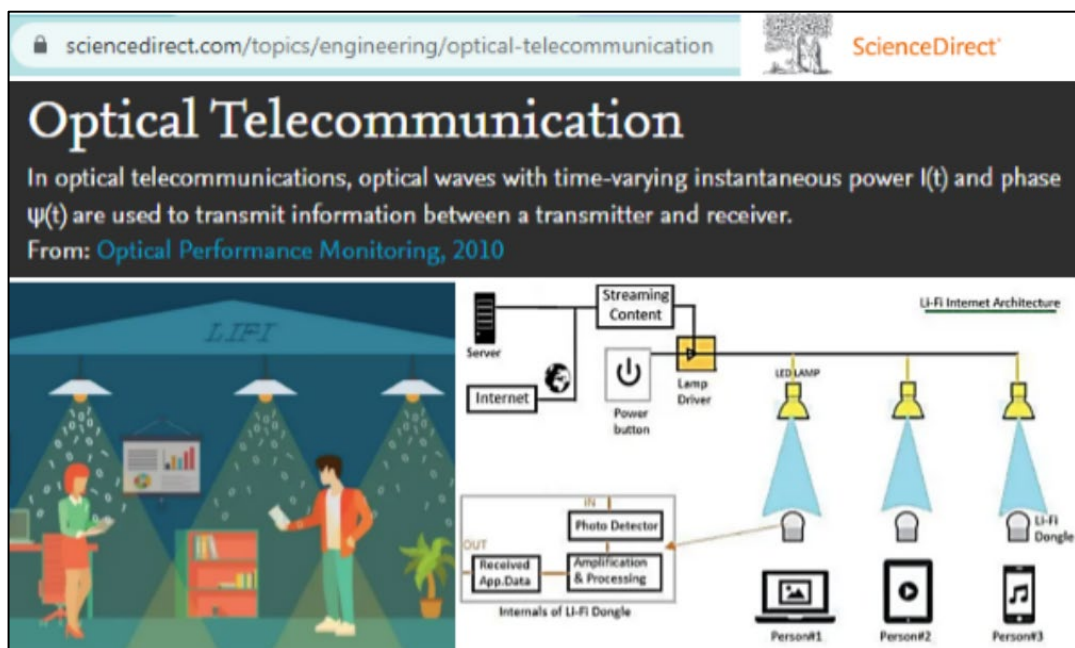 sciencedirect.com/topics/engineering/optical-telecommunication
ScienceDirect
Optical Telecommunication
In optical telecommunications, optical waves with time-varying instantaneous power I(t) and phase
ψ(t) are used to transmit information between a transmitter and receiver.
From: Optical Performance Monitoring, 2010
LIFI
Server
Streaming
Content
Li-Fi Internet Architecture
Internet
Power
button
Lamp
Driver
LED LAMP
IN
Photo Detector
OUT
Received
App.Data
Amplification
& Processing
Internals of Li-Fi Dongle
Li-Fi
Dongle
Person#1
Person#2
Person#3